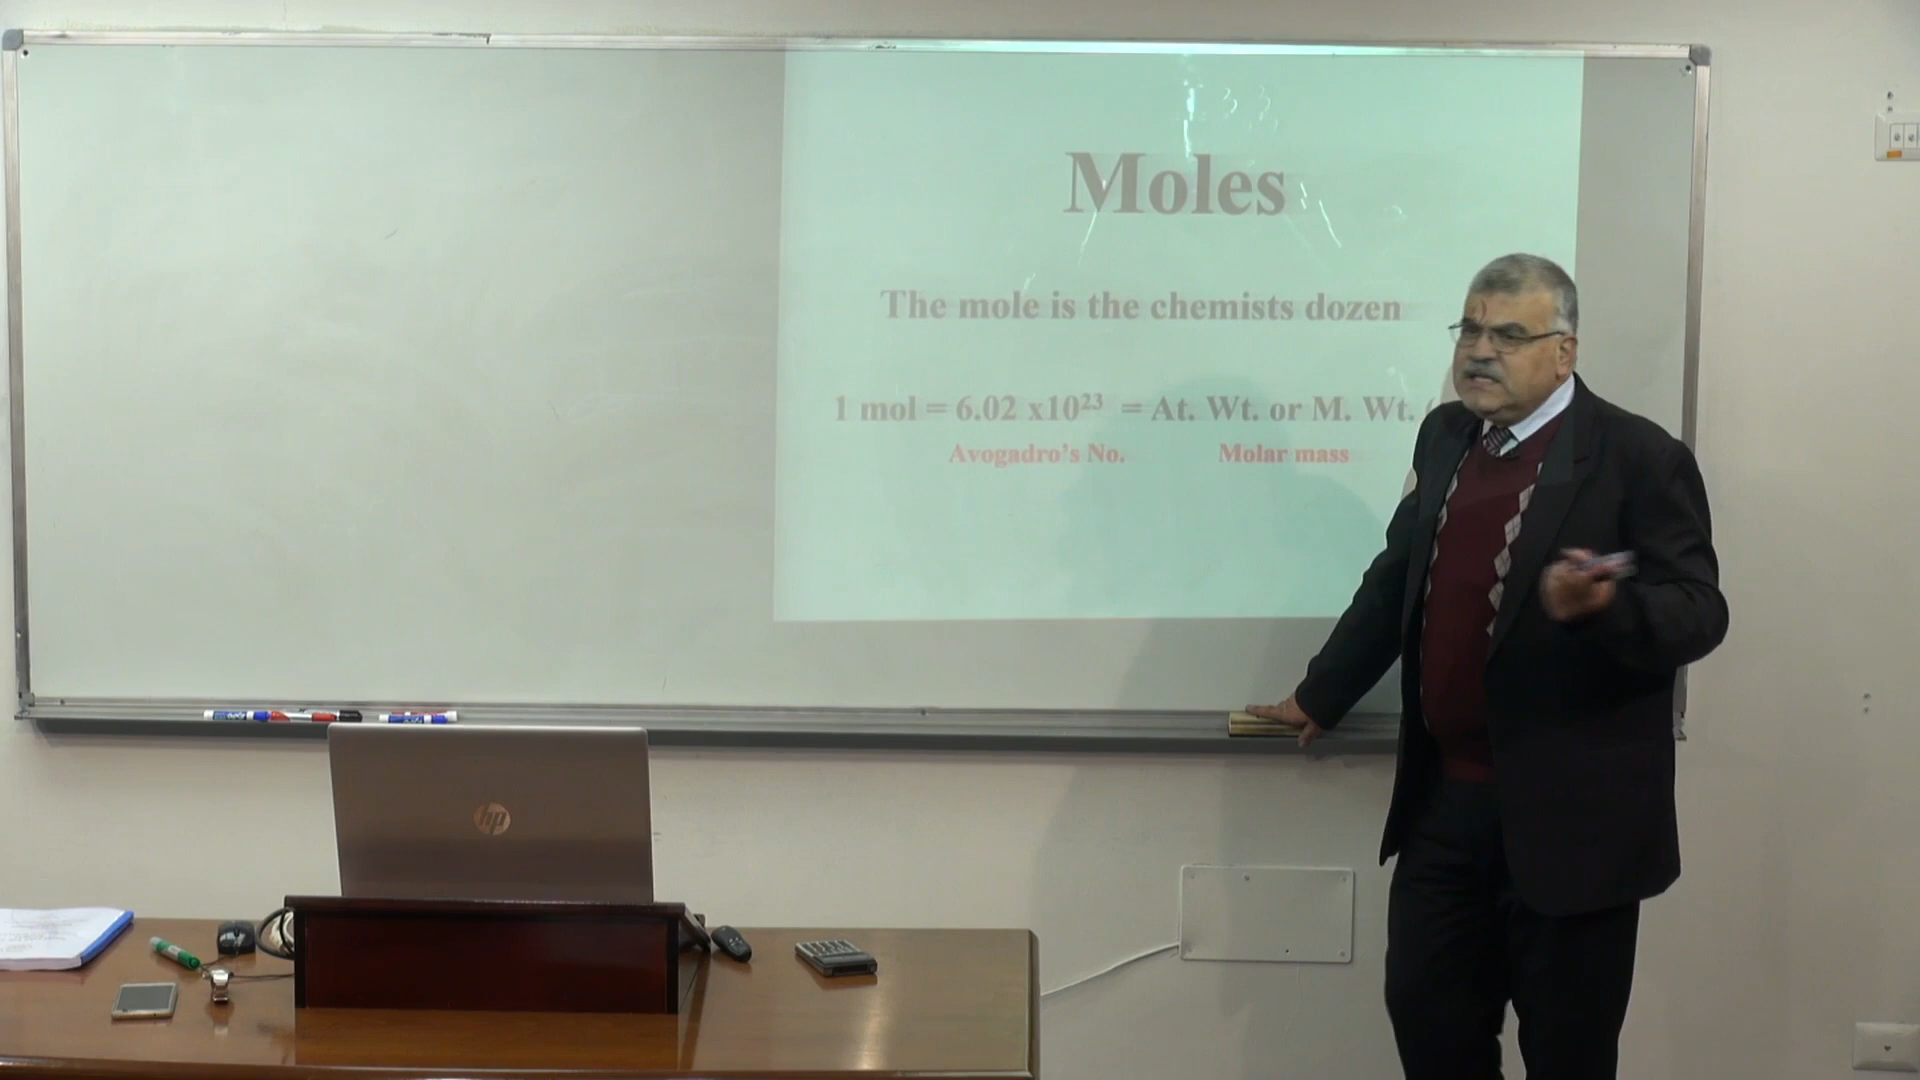 Moles
The mole is the chemists dozen
1 mol = 6.02 x10²³ = At. Wt. or M. Wt. (
Avogadro's No.
Molar mass
hp